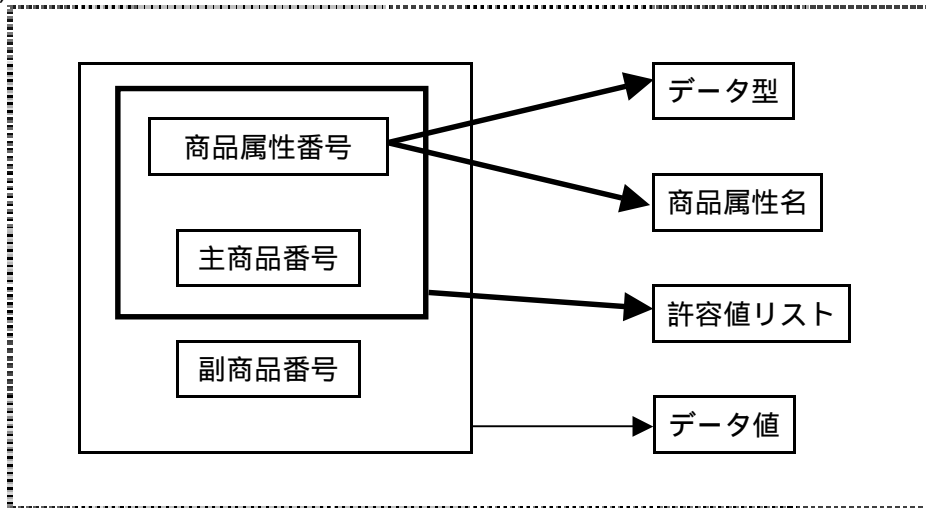 データ型
商品属性番号
商品属性名
主商品番号
許容値リスト
副商品番号
データ値